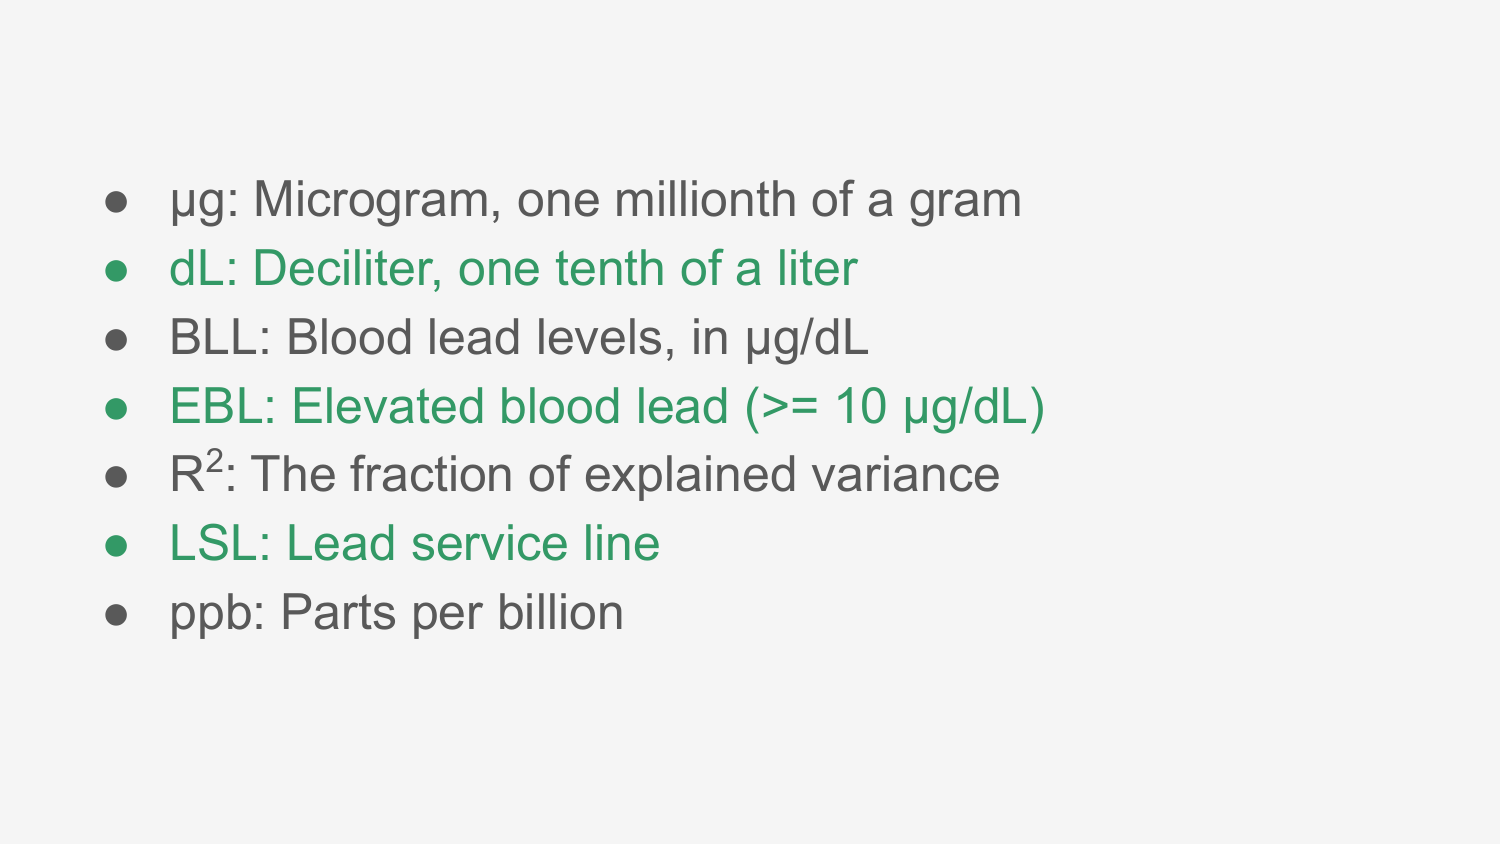 ● µg: Microgram, one millionth of a gram
● dL: Deciliter, one tenth of a liter
● BLL: Blood lead levels, in µg/dL
● EBL: Elevated blood lead (>= 10 µg/dL)
● R²: The fraction of explained variance
● LSL: Lead service line
● ppb: Parts per billion